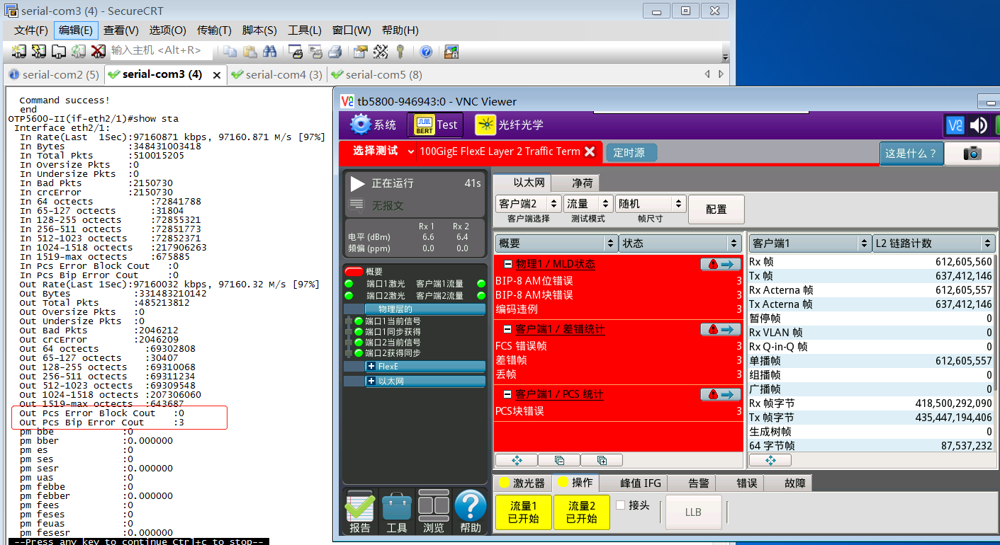 serial-com3 (4) - SecureCRT
文件(F) 编辑(E) 查看(V) 选项(O) 传输(T) 脚本(S) 工具(L) 窗口(W) 帮助(H)
输入主机 <Alt+R>
serial-com2 (5) serial-com3 (4) serial-com4 (3) serial-com5 (8)
Command success!
end
OTP5600-II(if-eth2/1)#show sta
Interface eth2/1:
In Rate(Last 1Sec):97160871 kbps, 97160.871 M/s [97%]
In Bytes :348431003418
In Total Pkts :510015205
In Oversize Pkts :0
In Undersize Pkts :0
In Bad Pkts :2150730
In crcError :2150730
In 64 octects :72841788
In 65-127 octects :31804
In 128-255 octects :72855321
In 256-511 octects :72851773
In 512-1023 octects :72852371
In 1024-1518 octects :217906263
In 1519-max octects :675885
In Pcs Error Block Cout :0
In Pcs Bip Error Cout :0
Out Rate(Last 1Sec):97160032 kbps, 97160.32 M/s [97%]
Out Bytes :331483210142
Out Total Pkts :485213812
Out Oversize Pkts :0
Out Undersize Pkts :0
Out Bad Pkts :2046212
Out crcError :2046209
Out 64 octects :69302808
Out 65-127 octects :30407
Out 128-255 octects :69310068
Out 256-511 octects :69311234
Out 512-1023 octects :69309548
Out 1024-1518 octects :207306060
Out 1519-max octects :643687
Out Pcs Error Block Cout :0
Out Pcs Bip Error Cout :3
pm bbe :0
pm bber :0.000000
pm es :0
pm ses :0
pm sesr :0.000000
pm uas :0
pm febbe :0
pm febber :0.000000
pm fees :0
pm feses :0
pm feuas :0
pm fesesr :0.000000
--Press any key to continue Ctrl+c to stop--
tb5800-946943:0 - VNC Viewer
系统 BERT Test 光纤光学
选择测试 100GigE FlexE Layer 2 Traffic Term 定时源 这是什么？
正在运行 41s
无报文
Rx 1 Rx 2
电平 (dBm) 6.6 6.4
频偏 (ppm) 0.0 0.0
概要
端口1激光 客户端1流量
端口2激光 客户端2流量
物理层的
端口1当前信号
端口1同步获得
端口2当前信号
端口2获得同步
FlexE
以太网
报告 工具 浏览 帮助
以太网 净荷
客户端2 流量 随机 配置
客户端选择 测试模式 帧尺寸
概要 状态
物理1 / MLD状态
BIP-8 AM位错误 3
BIP-8 AM块错误 3
编码违例 3
客户端1 / 差错统计
FCS 错误帧 3
差错帧 3
丢帧 3
客户端1 / PCS 统计
PCS块错误 3
客户端1 L2 链路计数
Rx 帧 612,605,560
Tx 帧 637,412,146
Rx Acterna 帧 612,605,557
Tx Acterna 帧 637,412,146
暂停帧 0
Rx VLAN 帧 0
Rx Q-in-Q 帧 0
单播帧 612,605,557
组播帧 0
广播帧 0
Rx 帧字节 418,500,292,090
Tx 帧字节 435,447,194,406
生成树帧 0
64 字节帧 87,537,232
激光器 操作 峰值 IFG 告警 错误 故障
流量1 已开始 流量2 已开始 接头 LLB